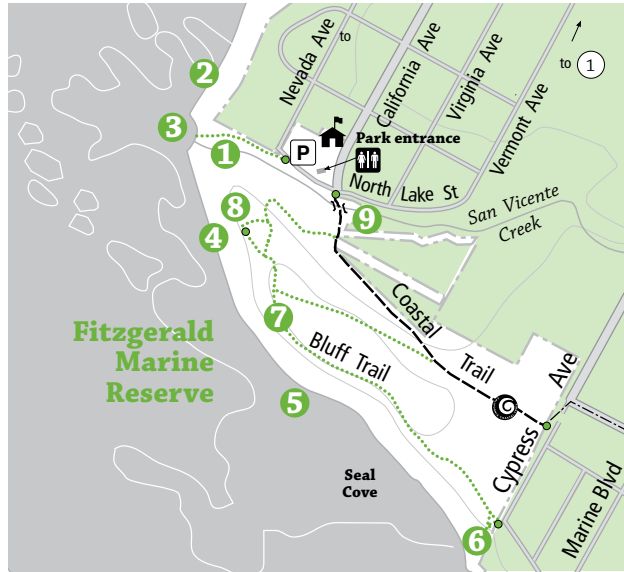 Nevada Ave
to
California Ave
Virginia Ave
Vermont Ave
to 1
2
3
1
P
Park entrance
North Lake St
San Vicente
Creek
8
4
9
Coastal
Trail
7
Bluff Trail
Fitzgerald
Marine
Reserve
5
C
Cypress Ave
Seal
Cove
Marine Blvd
6